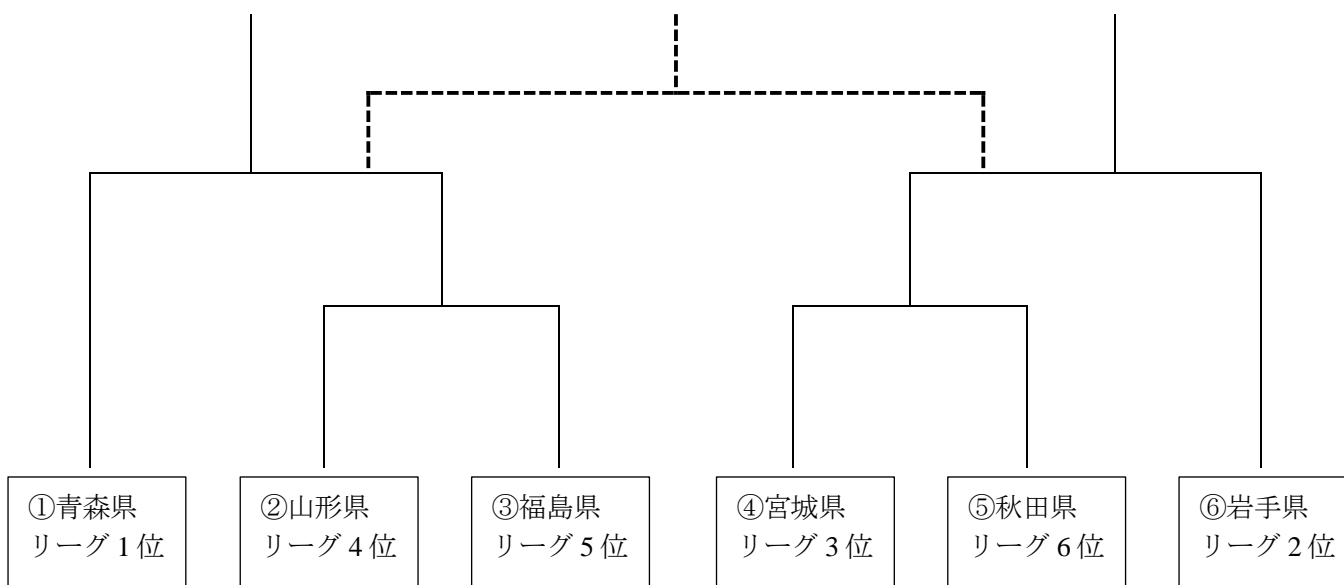 ①青森県
リーグ 1 位
②山形県
リーグ 4 位
③福島県
リーグ 5 位
④宮城県
リーグ 3 位
⑤秋田県
リーグ 6 位
⑥岩手県
リーグ 2 位